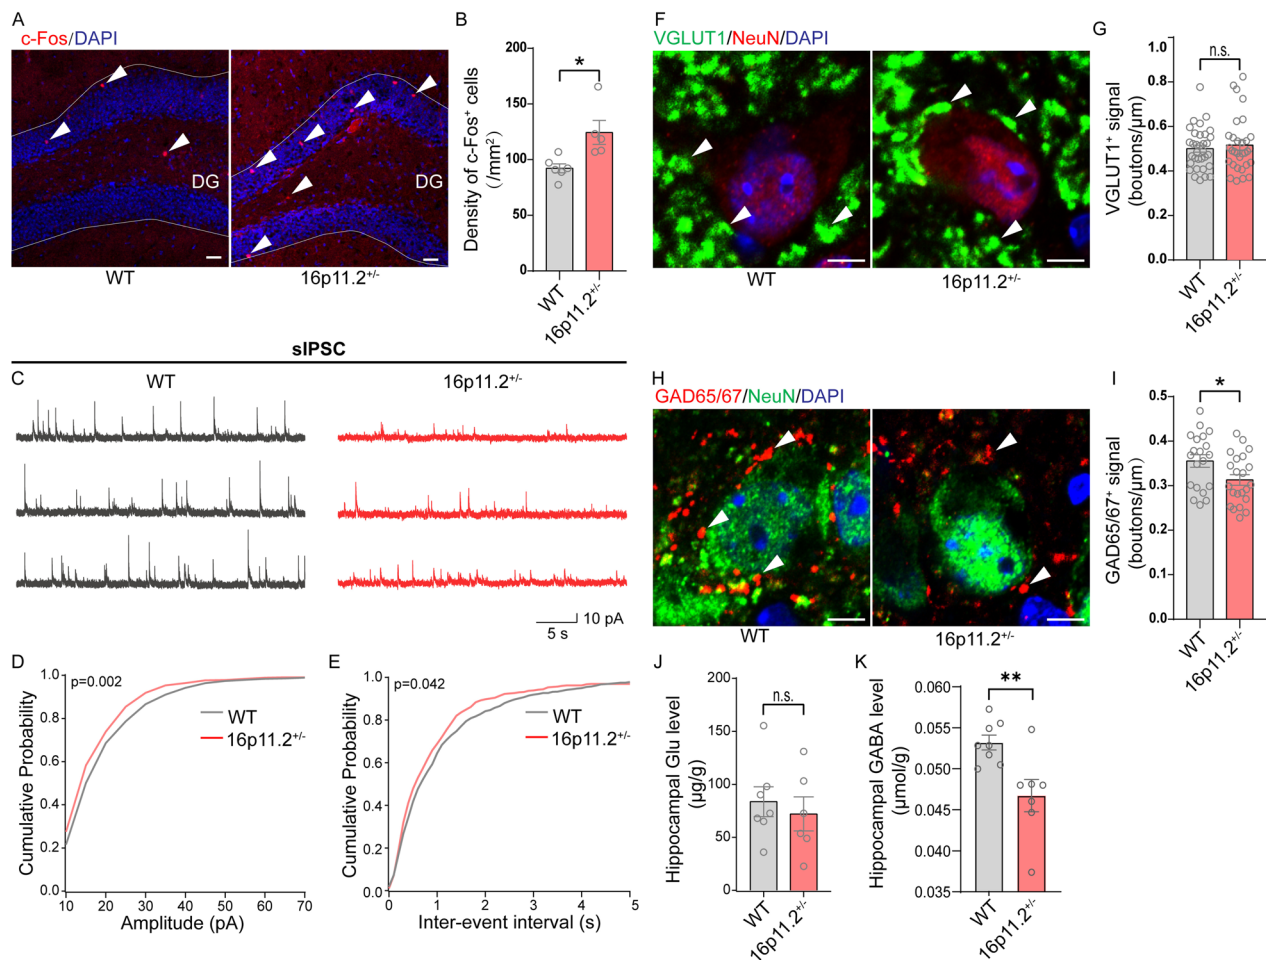 A
c-Fos/DAPI
DG
DG
WT
16p11.2+/-
B
Density of c-Fos+ cells
(/mm2)
200
150
100
50
0
*
WT
16p11.2+/-
F
VGLUT1/NeuN/DAPI
WT
16p11.2+/-
G
VGLUT1+ signal
(boutons/μm)
1.0
0.8
0.6
0.4
0.2
0.0
n.s.
WT
16p11.2+/-
sIPSC
C
WT
16p11.2+/-
10 pA
5 s
D
p=0.002
Cumulative Probability
1.0
0.8
0.6
0.4
0.2
0.0
WT
16p11.2+/-
10
20
30
40
50
60
70
Amplitude (pA)
E
p=0.042
Cumulative Probability
1.0
0.8
0.6
0.4
0.2
0.0
WT
16p11.2+/-
0
1
2
3
4
5
Inter-event interval (s)
H
GAD65/67/NeuN/DAPI
WT
16p11.2+/-
I
GAD65/67+ signal
(boutons/μm)
0.5
0.4
0.3
0.2
0.1
0.0
*
WT
16p11.2+/-
J
Hippocampal Glu level
(μg/g)
200
150
100
50
0
n.s.
WT
16p11.2+/-
K
Hippocampal GABA level
(μmol/g)
0.060
0.055
0.050
0.045
0.040
0.035
**
WT
16p11.2+/-